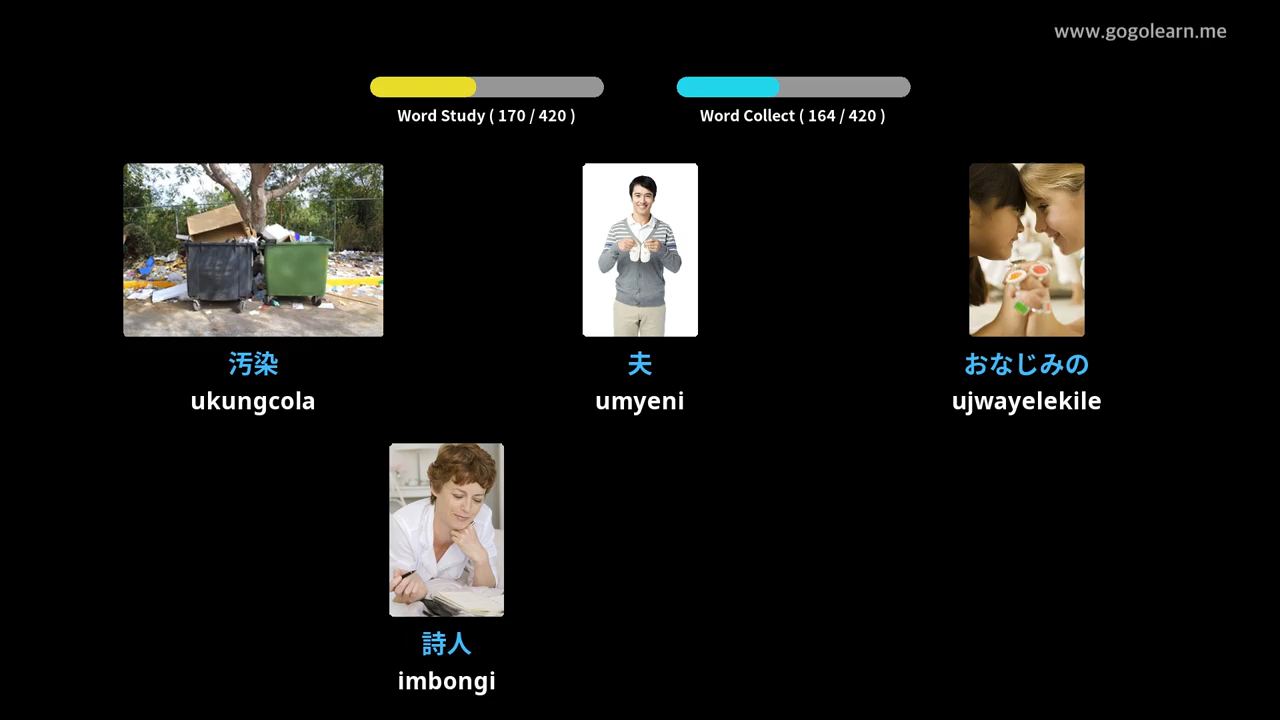 www.gogolearn.me
Word Study ( 170 / 420 )
Word Collect ( 164 / 420 )
汚染
ukungcola
夫
umyeni
おなじみの
ujwayelekile
詩人
imbongi